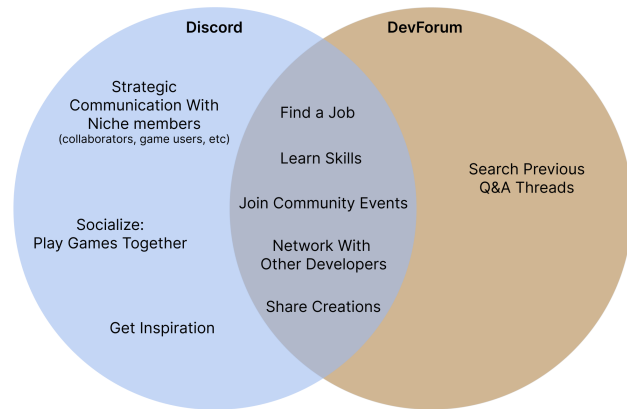 Discord
DevForum
Strategic
Communication With
Niche members
(collaborators, game users, etc)
Socialize:
Play Games Together
Get Inspiration
Find a Job
Learn Skills
Join Community Events
Network With
Other Developers
Share Creations
Search Previous
Q&A Threads